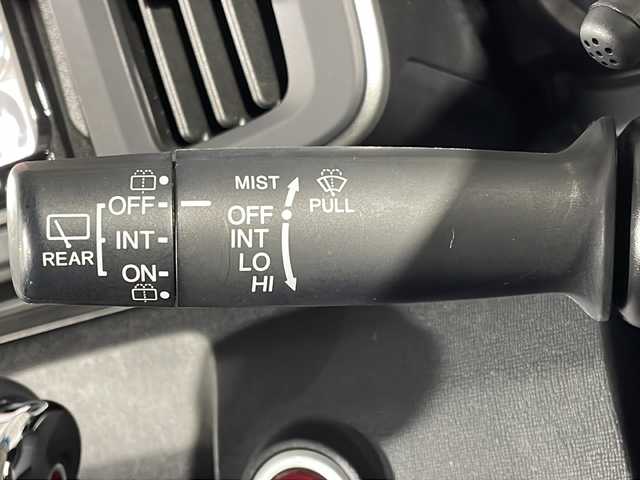 OFF
INT
ON
REAR
MIST
OFF
INT
LO
HI
PULL